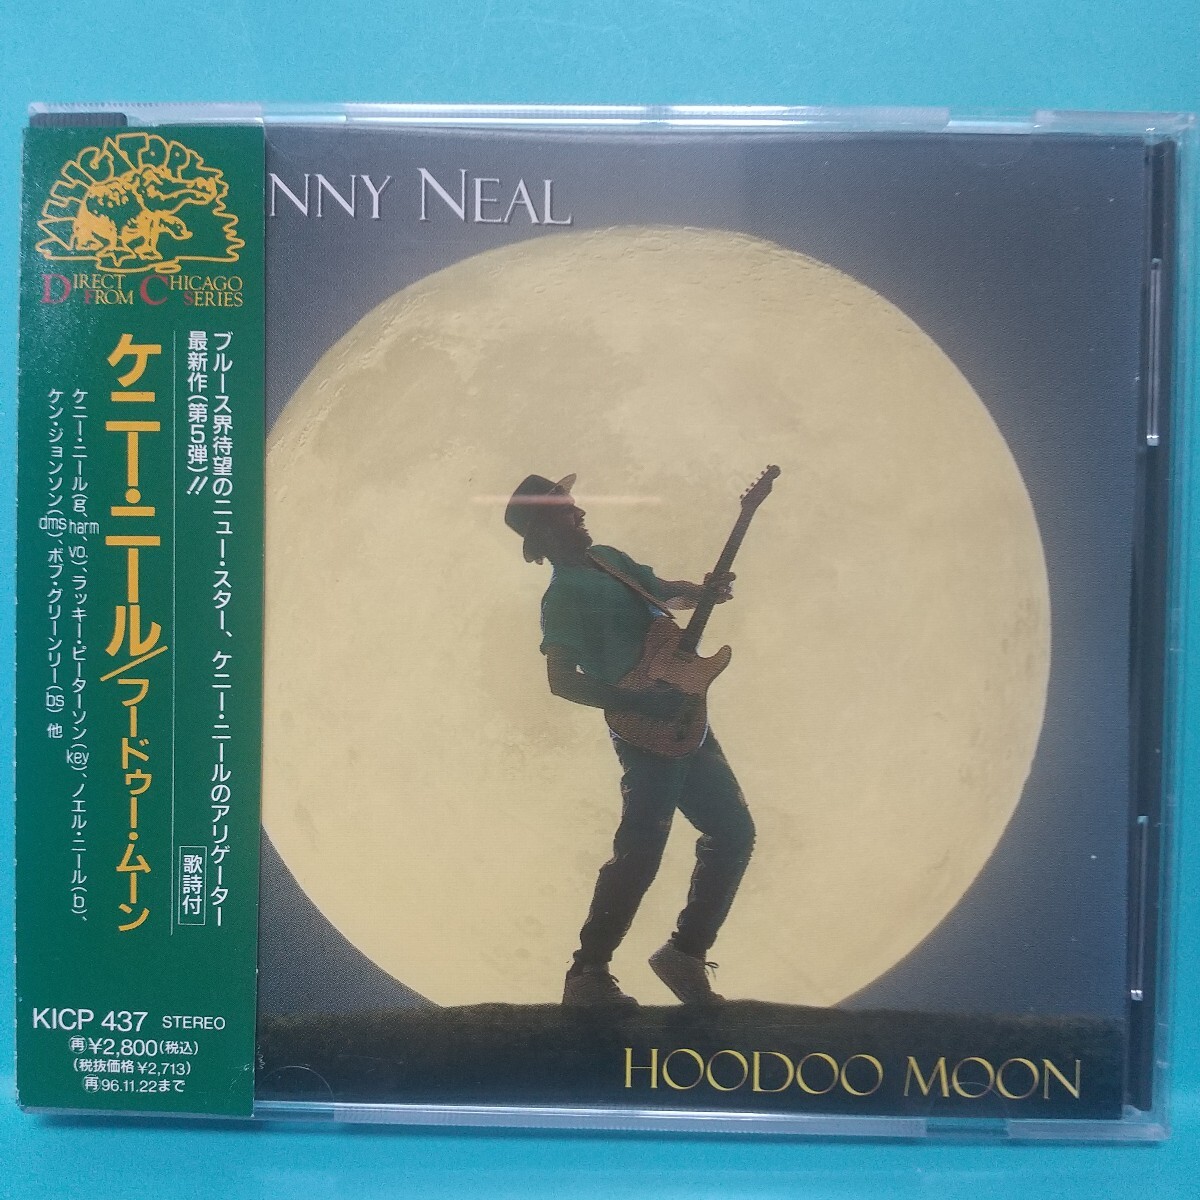 ALLIGATOR
DIRECT CHICAGO
FROM SERIES
ブルース界待望のニュー・スター、ケニー・ニールのアリゲーター
最新作(第5弾)!!
歌詩付
ケニー・ニール/フードゥー・ムーン
ケニー・ニール(g、harm、vo)、ラッキー・ピーターソン(key)、ノエル・ニール(b)、
ケン・ジョンソン(dms)、ボブ・グリーンリー(bs) 他
KICP 437 STEREO
再¥2,800(税込)
(税抜価格¥2,713)
再96.11.22まで
NNY NEAL
HOODOO MOON